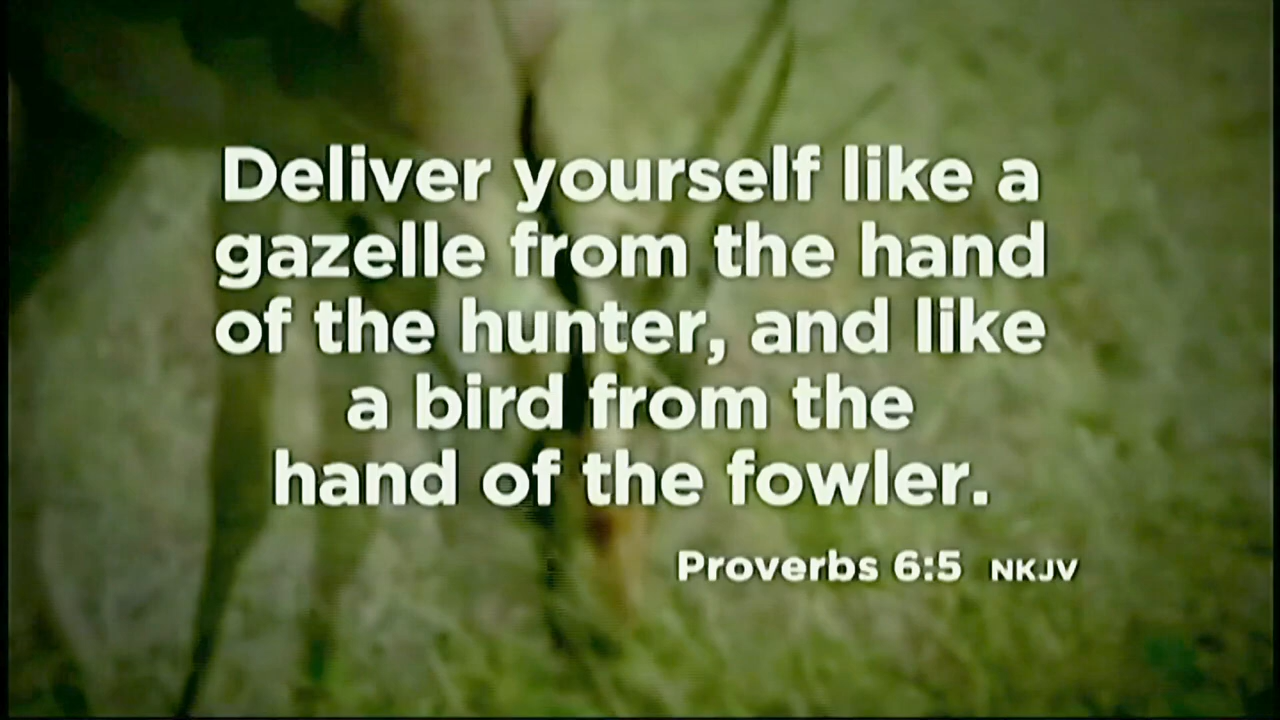 Deliver yourself like a
gazelle from the hand
of the hunter, and like
a bird from the
hand of the fowler.
Proverbs 6:5 NKJV